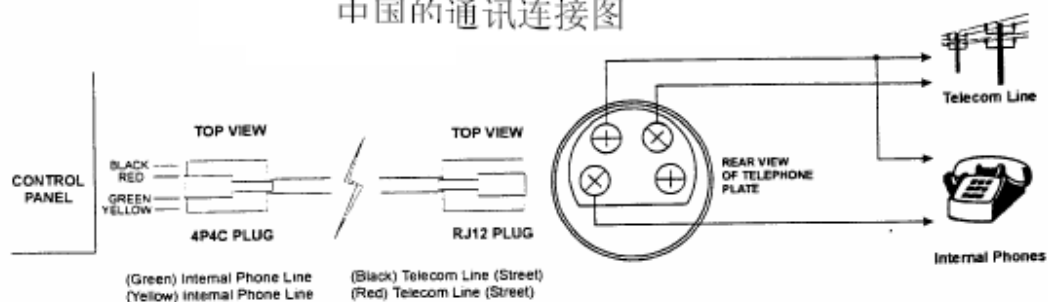 中国的通讯连接图
Telecom Line
TOP VIEW
TOP VIEW
BLACK
RED
GREEN
YELLOW
CONTROL
PANEL
REAR VIEW
OF TELEPHONE
PLATE
4P4C PLUG
RJ12 PLUG
Internal Phones
(Green) Internal Phone Line
(Yellow) Internal Phone Line
(Black) Telecom Line (Street)
(Red) Telecom Line (Street)